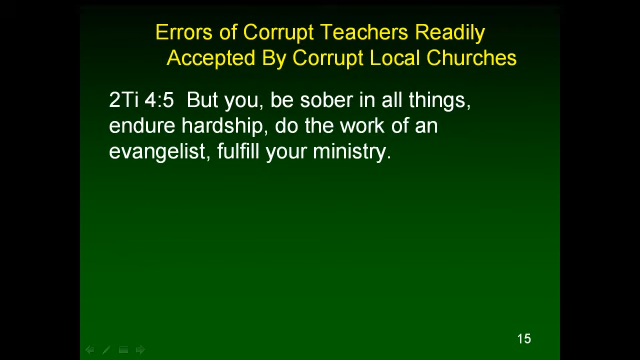 Errors of Corrupt Teachers Readily
Accepted By Corrupt Local Churches
2Ti 4:5 But you, be sober in all things,
endure hardship, do the work of an
evangelist, fulfill your ministry.
15